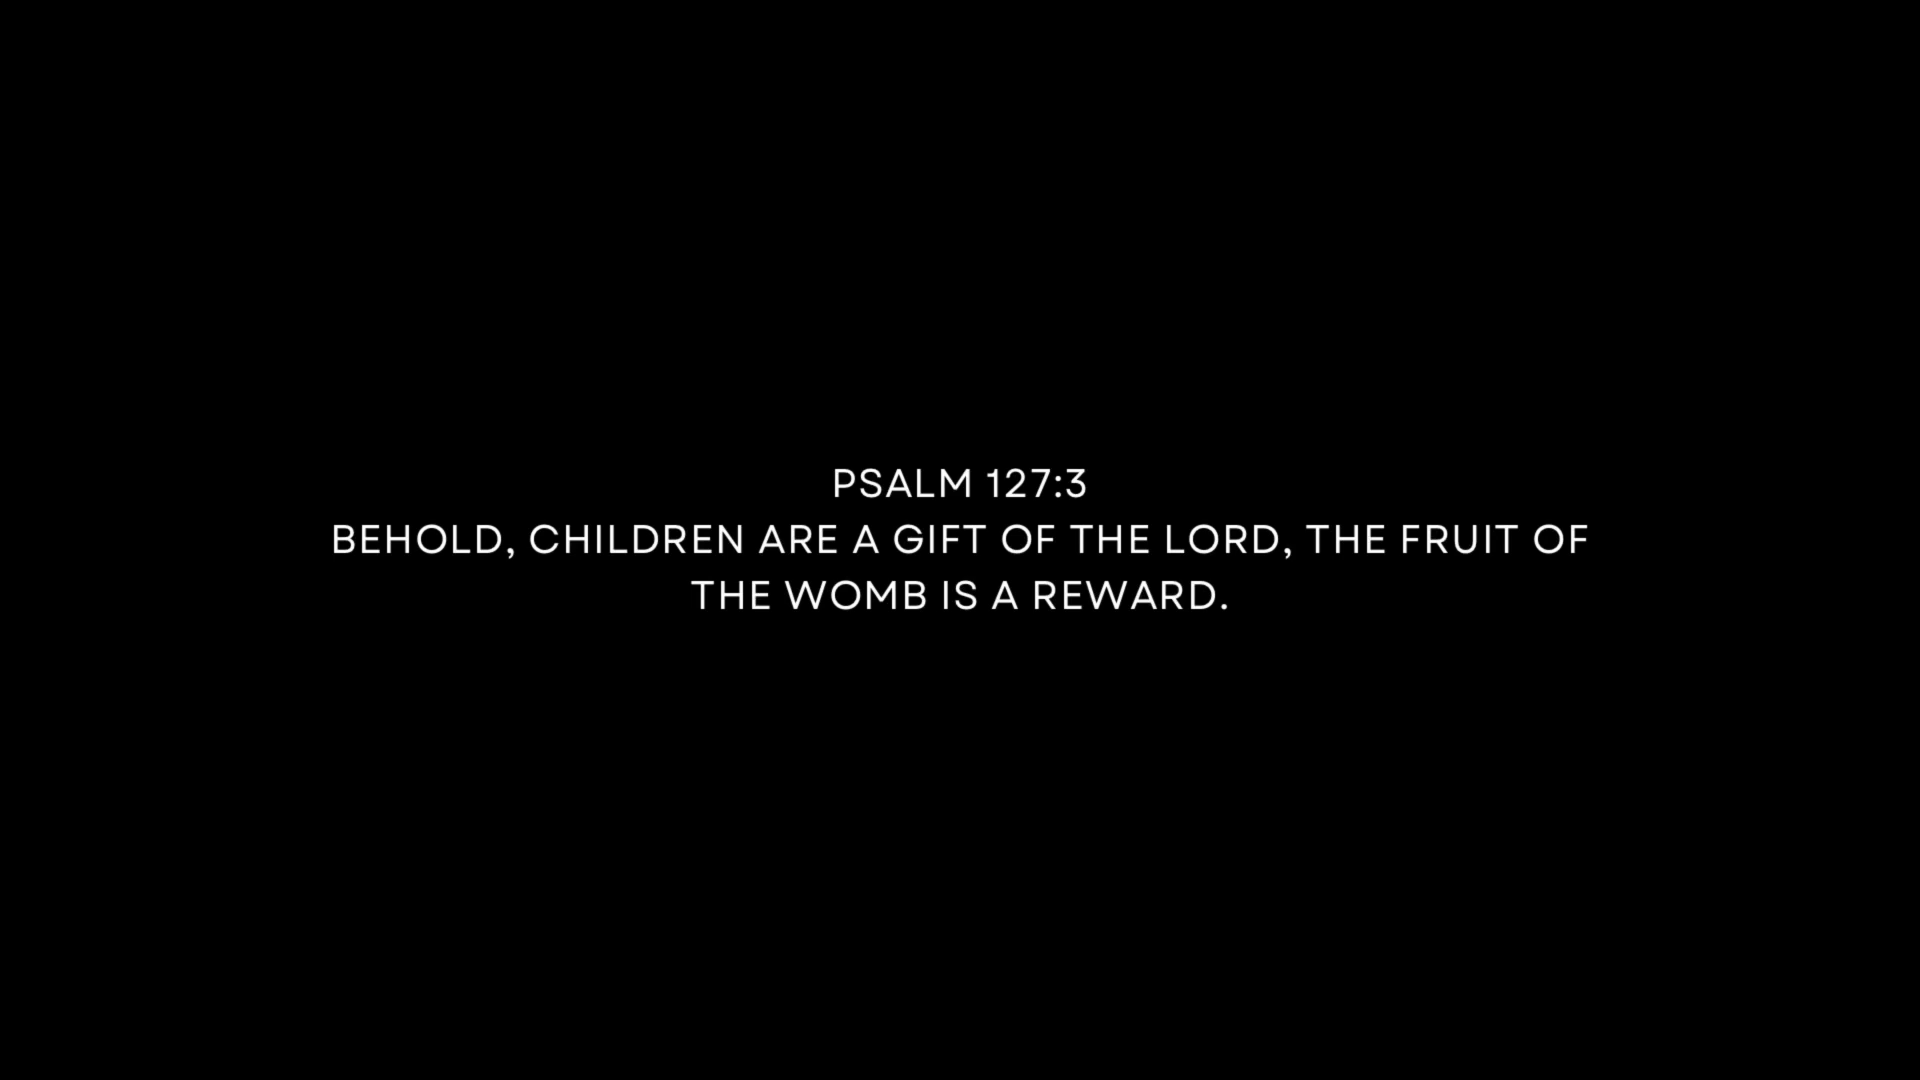 PSALM 127:3
BEHOLD, CHILDREN ARE A GIFT OF THE LORD, THE FRUIT OF
THE WOMB IS A REWARD.